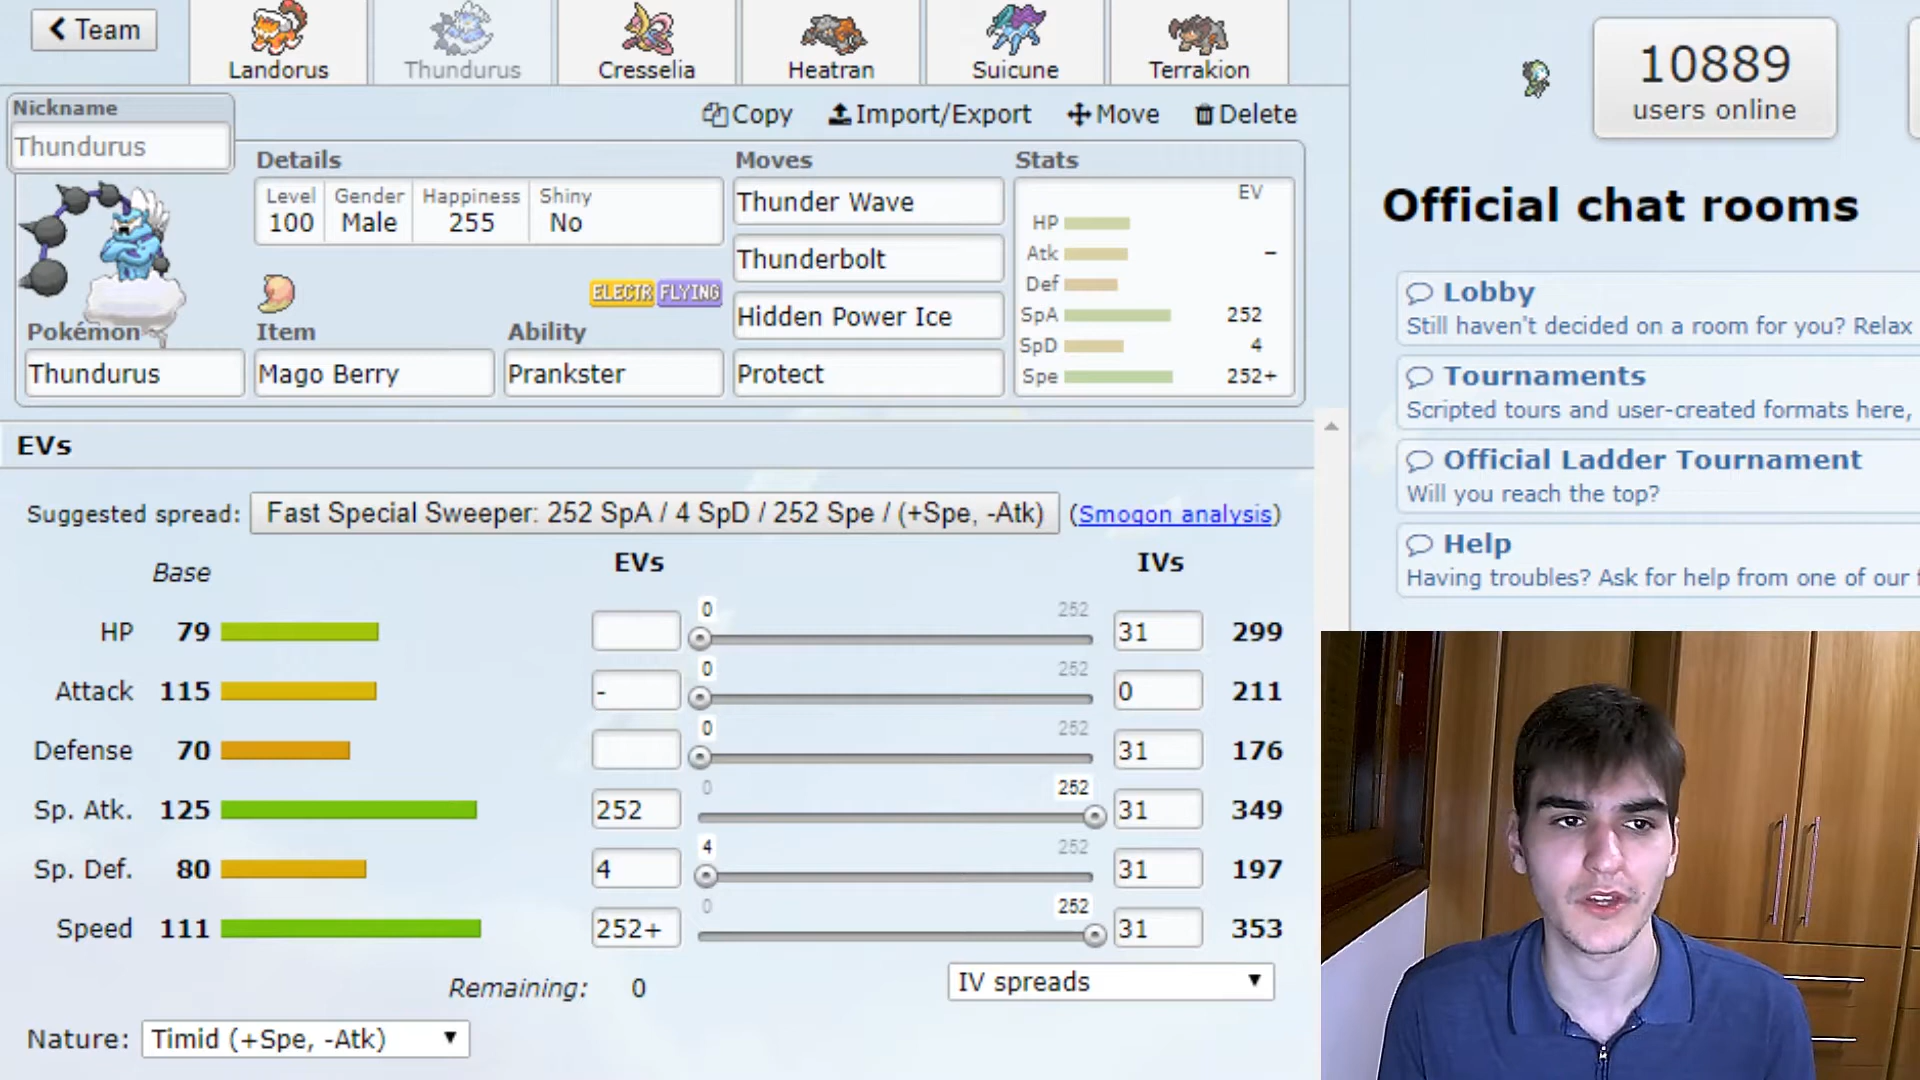 Team
Landorus
Thundurus
Cresselia
Heatran
Suicune
Terrakion
10889
users online
Nickname
Thundurus
Copy
Import/Export
Move
Delete
Details
Moves
Stats
Level
Gender
Happiness
Shiny
100
Male
255
No
Thunder Wave
Thunderbolt
Hidden Power Ice
Protect
EV
HP
Atk -
Def
SpA 252
SpD 4
Spe 252+
ELECTR FLYING
Pokémon
Item
Ability
Thundurus
Mago Berry
Prankster
Official chat rooms
Lobby
Still haven't decided on a room for you? Relax
Tournaments
Scripted tours and user-created formats here,
Official Ladder Tournament
Will you reach the top?
Help
Having troubles? Ask for help from one of our
EVs
Suggested spread: Fast Special Sweeper: 252 SpA / 4 SpD / 252 Spe / (+Spe, -Atk) (Smogon analysis)
Base EVs IVs
0 252
HP 79 31 299
0 252
Attack 115 - 0 211
0 252
Defense 70 31 176
0 252
Sp. Atk. 125 252 31 349
4 252
Sp. Def. 80 4 31 197
0 252
Speed 111 252+ 31 353
Remaining: 0
IV spreads
Nature: Timid (+Spe, -Atk)